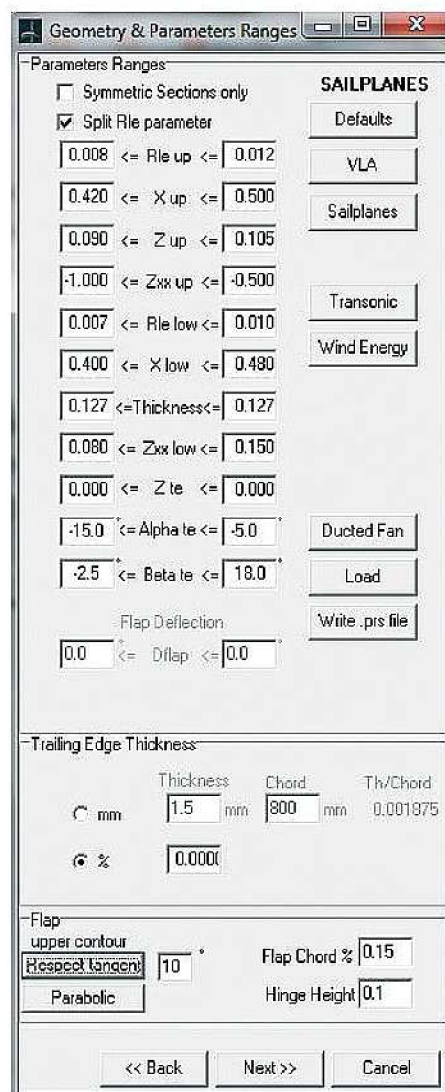 Geometry & Parameters Ranges
Parameters Ranges
Symmetric Sections only
SAILPLANES
Split Rle parameter
Defaults
0.008 <= Rle up <= 0.012
VLA
0.420 <= X up <= 0.500
Sailplanes
0.090 <= Z up <= 0.105
-1.000 <= Zxx up <= -0.500
Transonic
0.007 <= Rle low <= 0.010
Wind Energy
0.400 <= X low <= 0.480
0.127 <=Thickness<= 0.127
0.080 <= Zxx low <= 0.150
0.000 <= Z te <= 0.000
-15.0 °<= Alpha te <= -5.0 °
Ducted Fan
-2.5 °<= Beta te <= 18.0 °
Load
Flap Deflection
Write .prs file
0.0 °<= Dflap <= 0.0 °
Trailing Edge Thickness
Thickness Chord Th/Chord
mm 1.5 mm 800 mm 0.001875
% 0.000
Flap
upper contour
Respect tangent 10 °
Flap Chord % 0.15
Parabolic
Hinge Height 0.1
<< Back Next >> Cancel